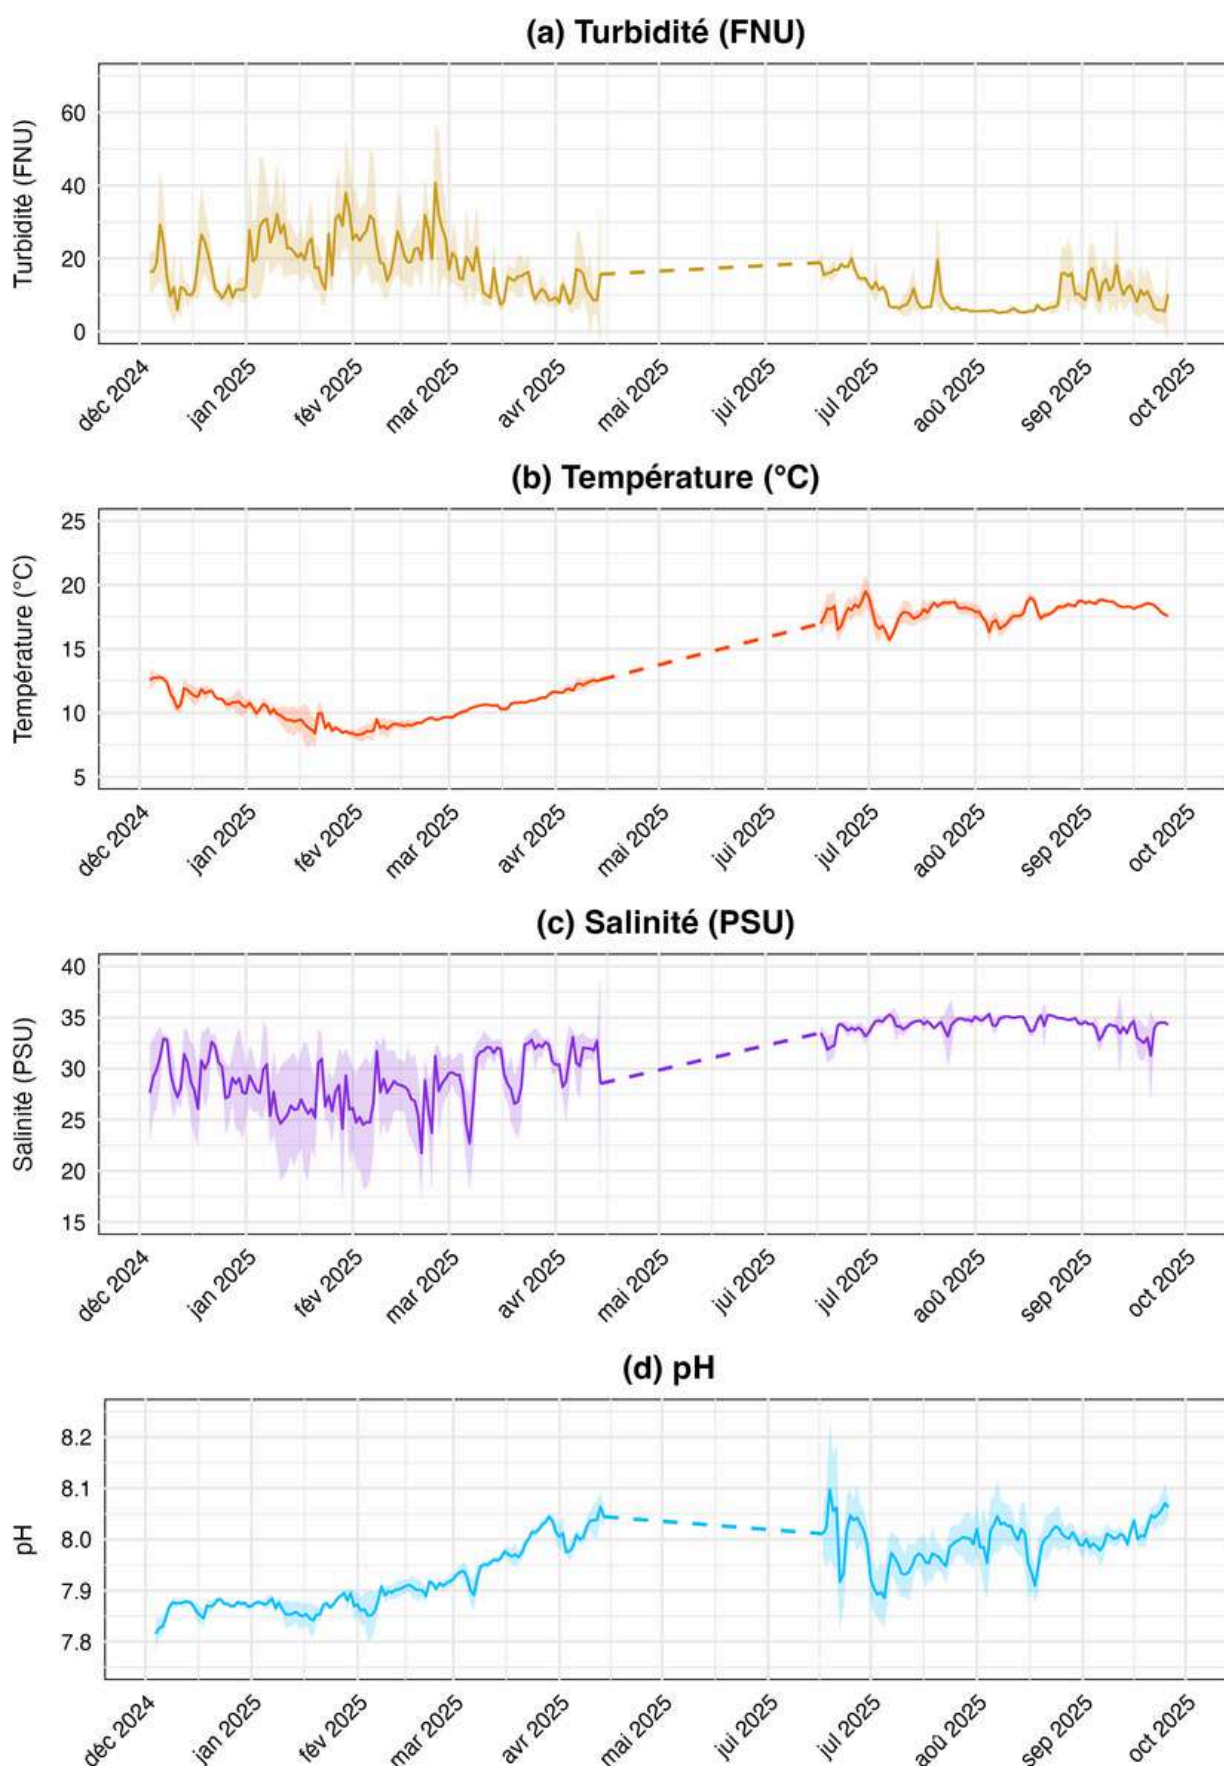 (a) Turbidité (FNU)
Turbidité (FNU)
60
40
20
0
déc 2024 jan 2025 fév 2025 mar 2025 avr 2025 mai 2025 jui 2025 jul 2025 aoû 2025 sep 2025 oct 2025
(b) Température (°C)
Température (°C)
25
20
15
10
5
déc 2024 jan 2025 fév 2025 mar 2025 avr 2025 mai 2025 jui 2025 jul 2025 aoû 2025 sep 2025 oct 2025
(c) Salinité (PSU)
Salinité (PSU)
40
35
30
25
20
15
déc 2024 jan 2025 fév 2025 mar 2025 avr 2025 mai 2025 jui 2025 jul 2025 aoû 2025 sep 2025 oct 2025
(d) pH
pH
8.2
8.1
8.0
7.9
7.8
déc 2024 jan 2025 fév 2025 mar 2025 avr 2025 mai 2025 jui 2025 jul 2025 aoû 2025 sep 2025 oct 2025